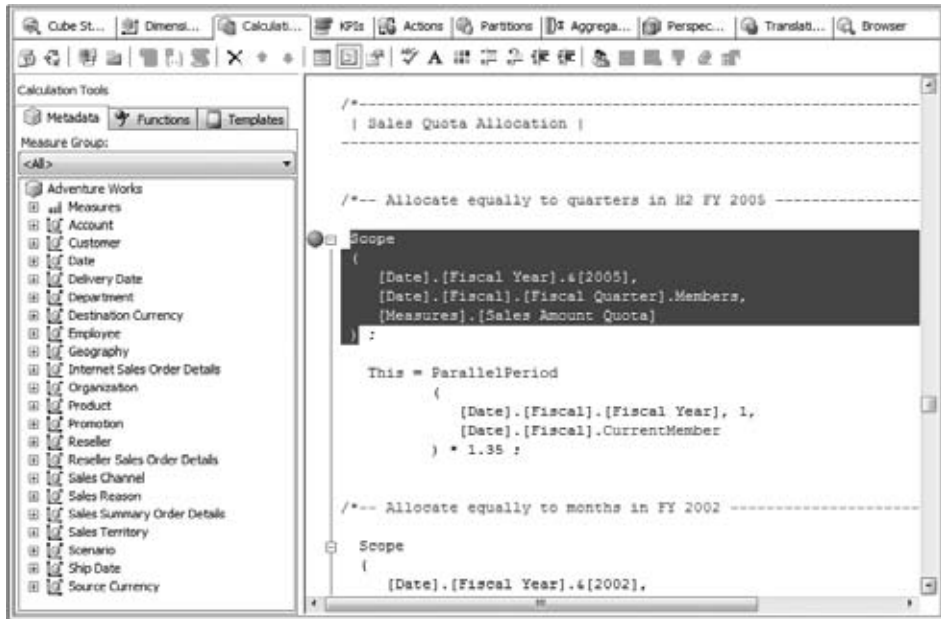 Cube St... Dimensi... Calculati... KPIs Actions Partitions Aggrega... Perspec... Translati... Browser
Calculation Tools
Metadata Functions Templates
Measure Group:
<All>
Adventure Works
Measures
Account
Customer
Date
Delivery Date
Department
Destination Currency
Employee
Geography
Internet Sales Order Details
Organization
Product
Promotion
Reseller
Reseller Sales Order Details
Sales Channel
Sales Reason
Sales Summary Order Details
Sales Territory
Scenario
Ship Date
Source Currency
/*--------------------------------------------------------
| Sales Quota Allocation |
----------------------------------------------------------
/*-- Allocate equally to quarters in H2 FY 2005 ----------------
Scope
(
[Date].[Fiscal Year].&[2005],
[Date].[Fiscal].[Fiscal Quarter].Members,
[Measures].[Sales Amount Quota]
) ;
This = ParallelPeriod
(
[Date].[Fiscal].[Fiscal Year], 1,
[Date].[Fiscal].CurrentMember
) * 1.35 ;
/*-- Allocate equally to months in FY 2002 --------------------
Scope
(
[Date].[Fiscal Year].&[2002],